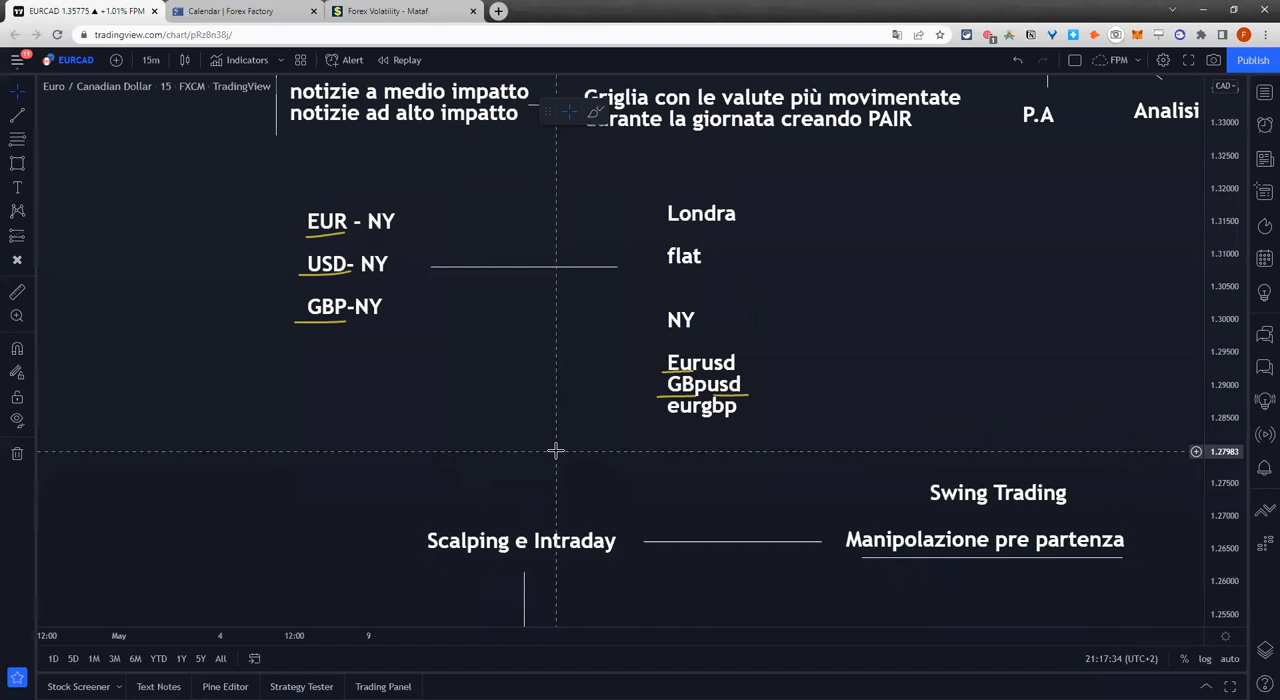 EURCAD 1.35775 ▲ +1.01% FPM
Calendar | Forex Factory
Forex Volatility - Mataf
tradingview.com/chart/pRz8n38j/
11
EURCAD
15m
Indicators
Alert
Replay
FPM
Publish
Euro / Canadian Dollar · 15 · FXCM · TradingView
CAD
notizie a medio impatto
notizie ad alto impatto
Griglia con le valute più movimentate
durante la giornata creando PAIR
P.A
Analisi
EUR - NY
USD- NY
GBP-NY
Londra
flat
NY
Eurusd
GBpusd
eurgbp
Scalping e Intraday
Swing Trading
Manipolazione pre partenza
1.33000
1.32500
1.32000
1.31500
1.31000
1.30500
1.30000
1.29500
1.29000
1.28500
1.27983
1.27500
1.27000
1.26500
1.26000
1.25500
12:00
May
4
12:00
9
1D
5D
1M
3M
6M
YTD
1Y
5Y
All
21:17:34 (UTC+2)
%
log
auto
Stock Screener
Text Notes
Pine Editor
Strategy Tester
Trading Panel